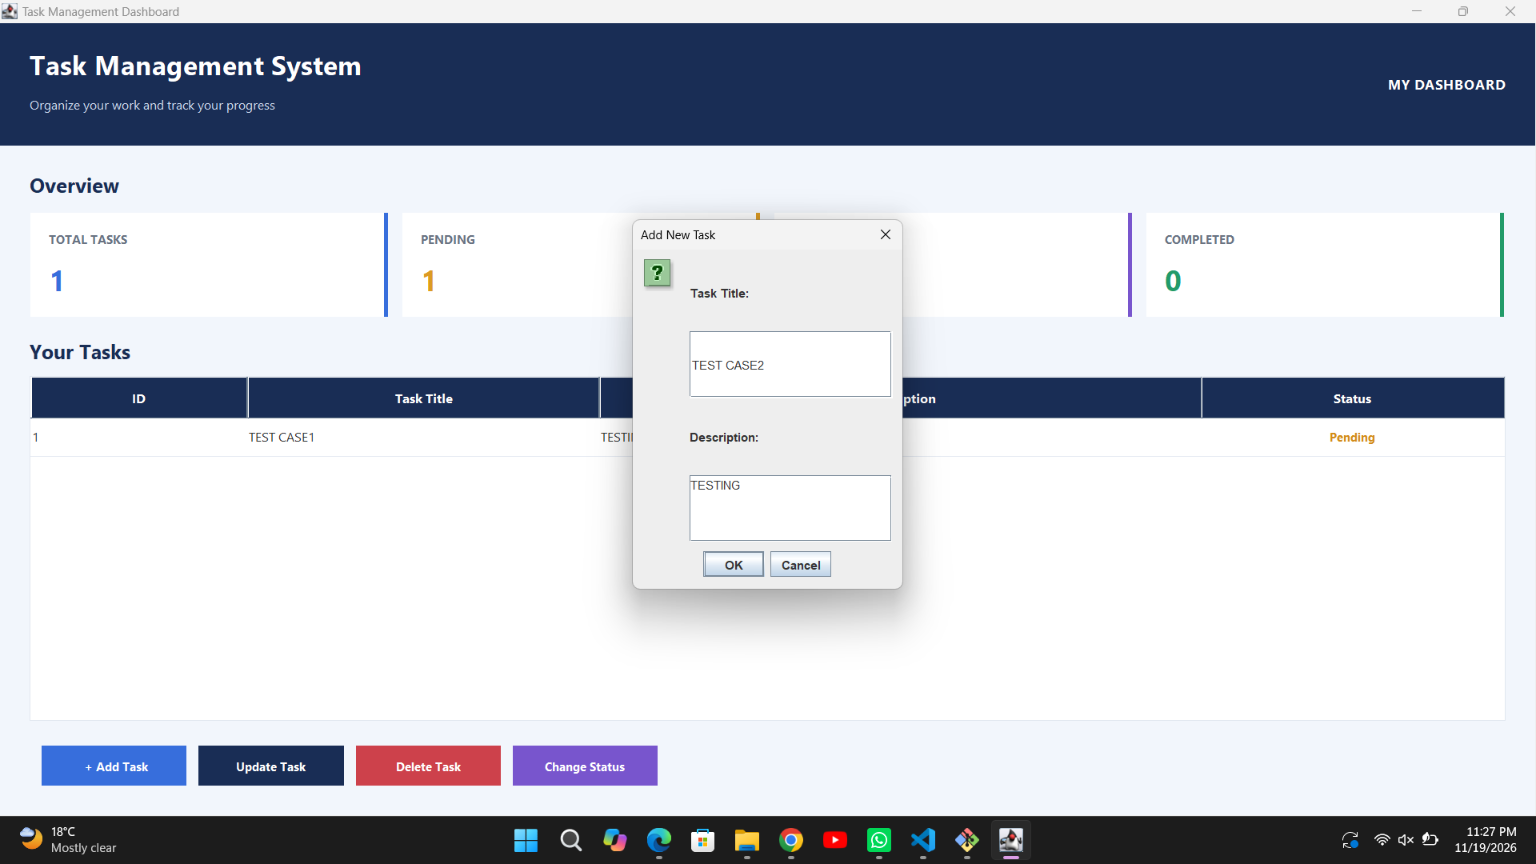 Task Management Dashboard
Task Management System
Organize your work and track your progress
MY DASHBOARD
Overview
TOTAL TASKS
1
PENDING
1
COMPLETED
0
Your Tasks
ID
Task Title
ption
Status
1
TEST CASE1
TESTI
Pending
Add New Task
?
Task Title:
TEST CASE2
Description:
TESTING
OK
Cancel
+ Add Task
Update Task
Delete Task
Change Status
18°C
Mostly clear
11:27 PM
11/19/2026